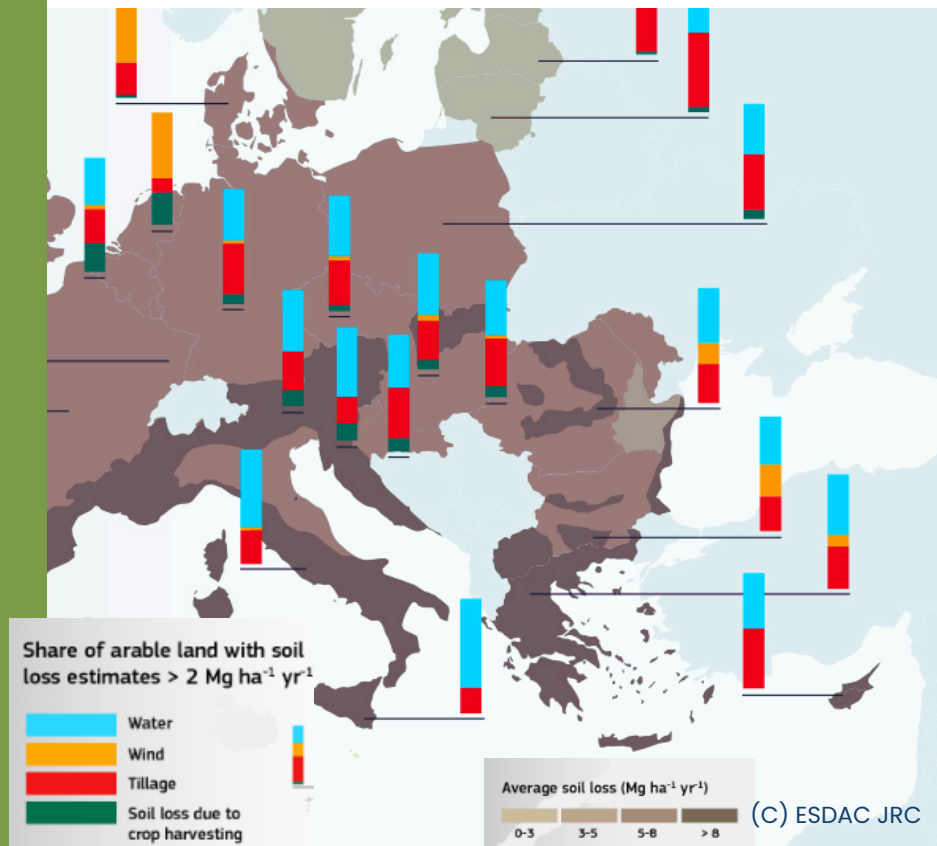 Share of arable land with soil
loss estimates > 2 Mg ha⁻¹ yr⁻¹
Water
Wind
Tillage
Soil loss due to
crop harvesting
Average soil loss (Mg ha⁻¹ yr⁻¹)
0-3 3-5 5-8 > 8
(C) ESDAC JRC